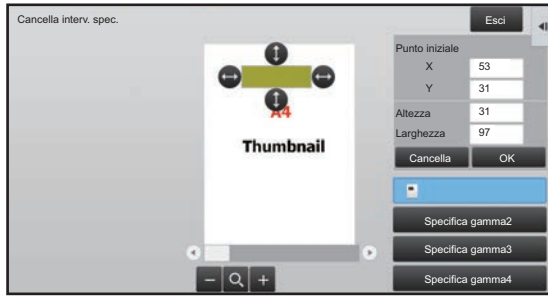 Cancella interv. spec.
Esci
Punto iniziale
X 53
Y 31
Altezza 31
Larghezza 97
Cancella OK
A4
Thumbnail
Specifica gamma2
Specifica gamma3
Specifica gamma4